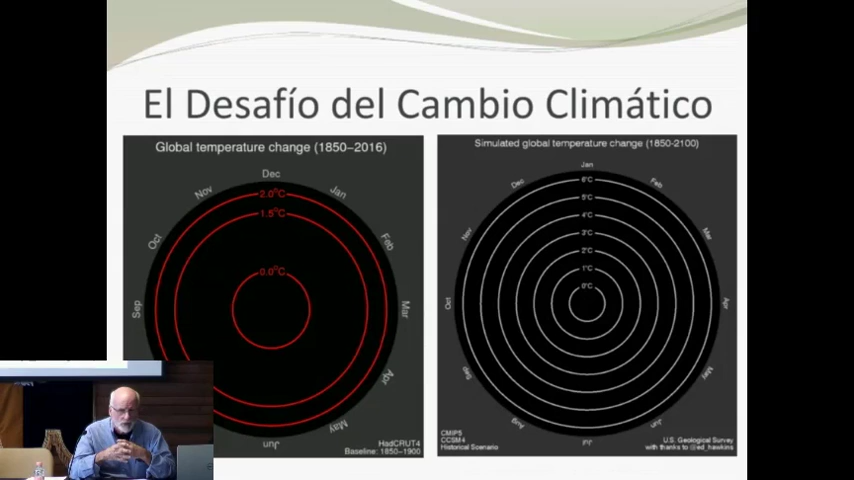 El Desafío del Cambio Climático
Global temperature change (1850–2016)
Dec
Jan
Feb
Mar
Apr
May
Jun
Sep
Oct
Nov
2.0°C
1.5°C
0.0°C
HadCRUT4
Baseline: 1850–1900
Simulated global temperature change (1850-2100)
Jan
Feb
Mar
Apr
May
Jun
Jul
Aug
Sep
Oct
Nov
Dec
6°C
5°C
4°C
3°C
2°C
1°C
0°C
CMIP5
CCSM4
Historical Scenario
U.S. Geological Survey
with thanks to @ed_hawkins